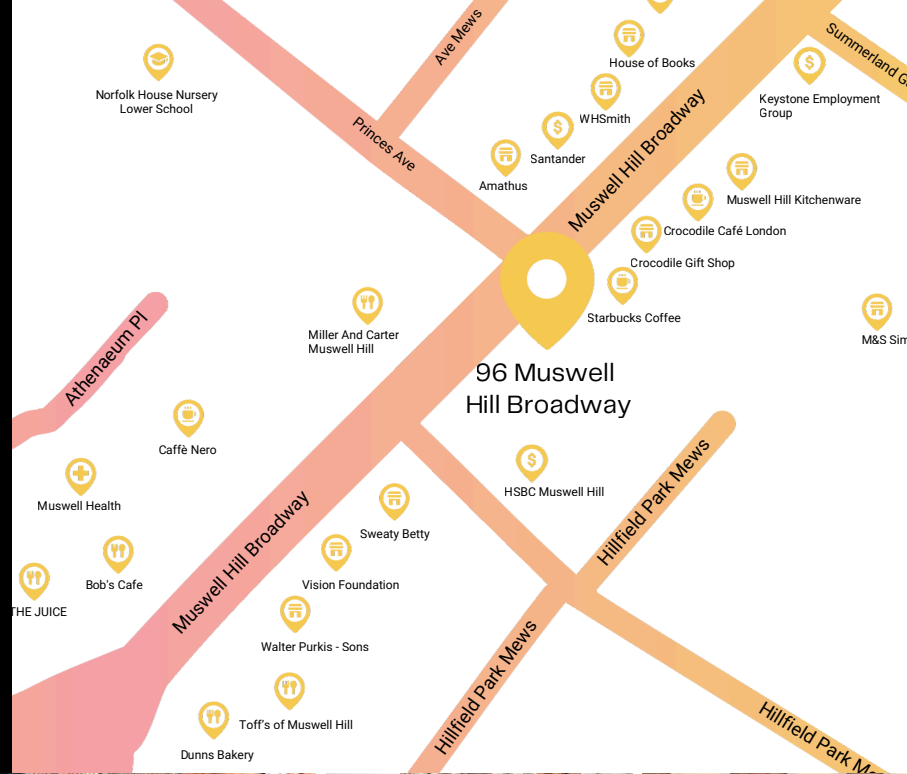 Ave Mews
House of Books
Summerland
Norfolk House Nursery
Lower School
WHSmith
Keystone Employment
Group
Princes Ave
Santander
Amathus
Muswell Hill Broadway
Muswell Hill Kitchenware
Crocodile Café London
Crocodile Gift Shop
Starbucks Coffee
Miller And Carter
Muswell Hill
M&S Sim
Athenaeum Pl
96 Muswell
Hill Broadway
Caffè Nero
HSBC Muswell Hill
Muswell Health
Sweaty Betty
Hillfield Park Mews
Bob's Cafe
Vision Foundation
THE JUICE
Muswell Hill Broadway
Walter Purkis - Sons
Hillfield Park Mews
Toff's of Muswell Hill
Hillfield Park M
Dunns Bakery